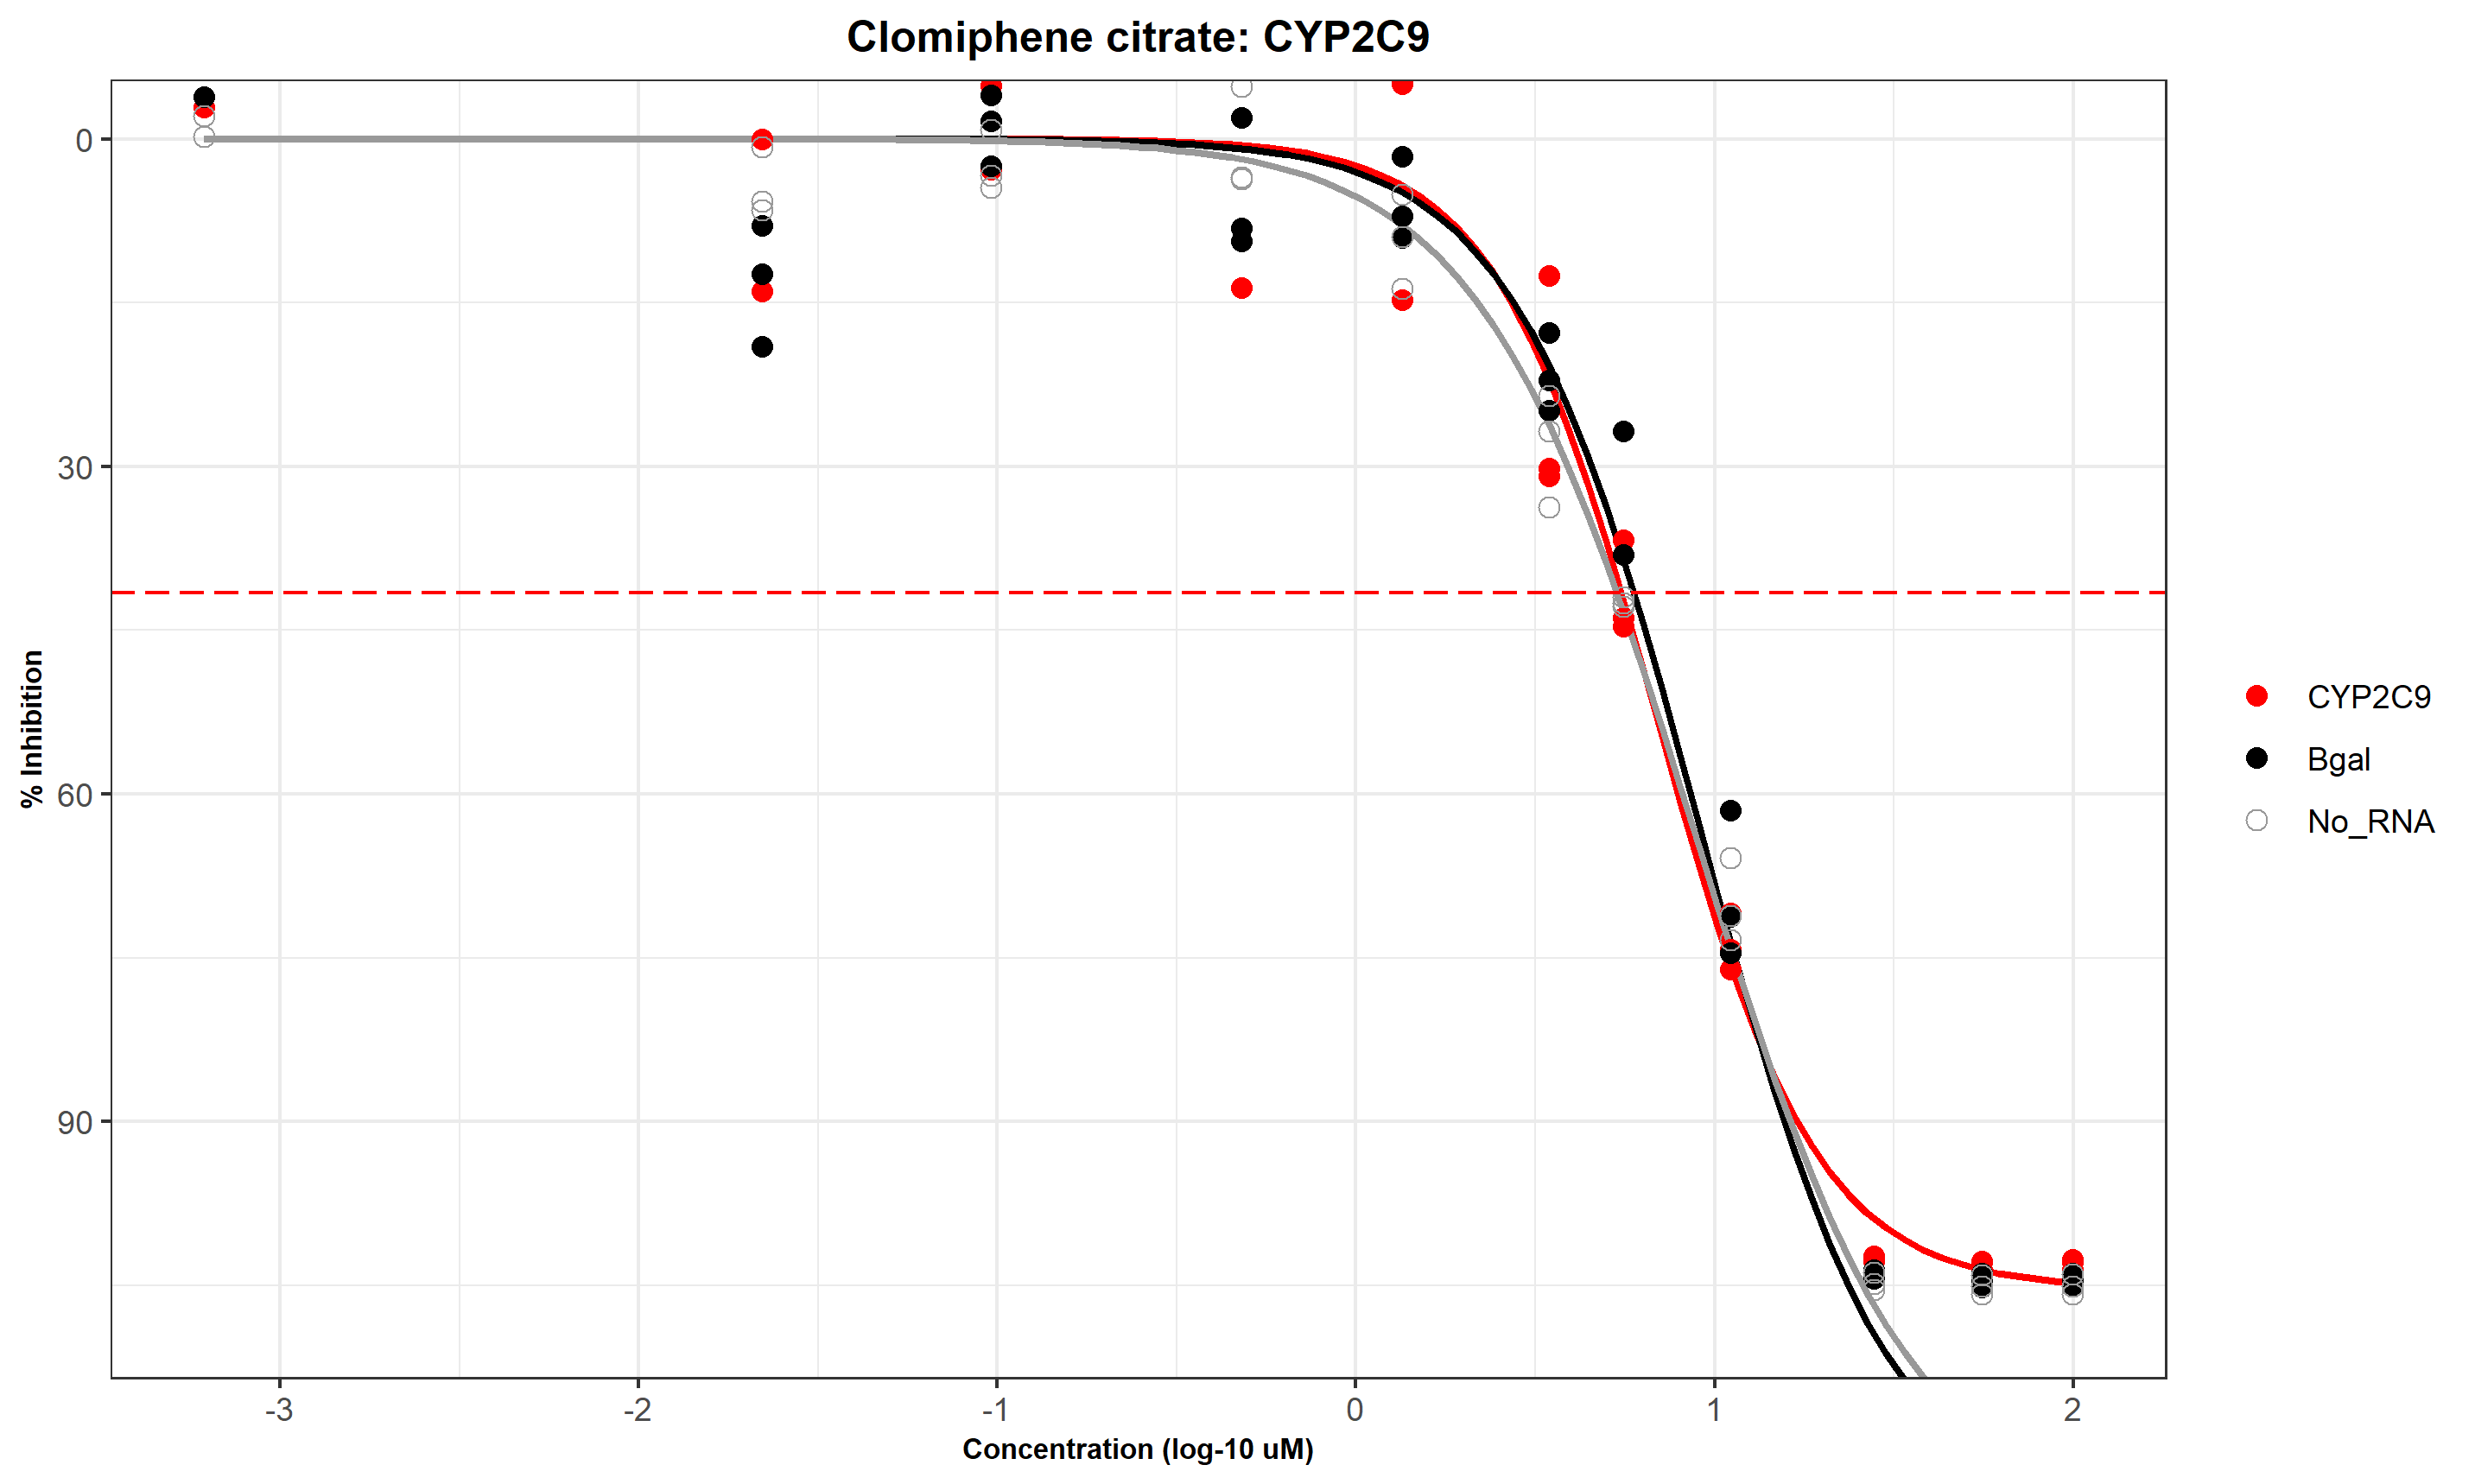 Clomiphene citrate: CYP2C9
% Inhibition
0
30
60
90
-3
-2
-1
0
1
2
Concentration (log-10 uM)
CYP2C9
Bgal
No_RNA